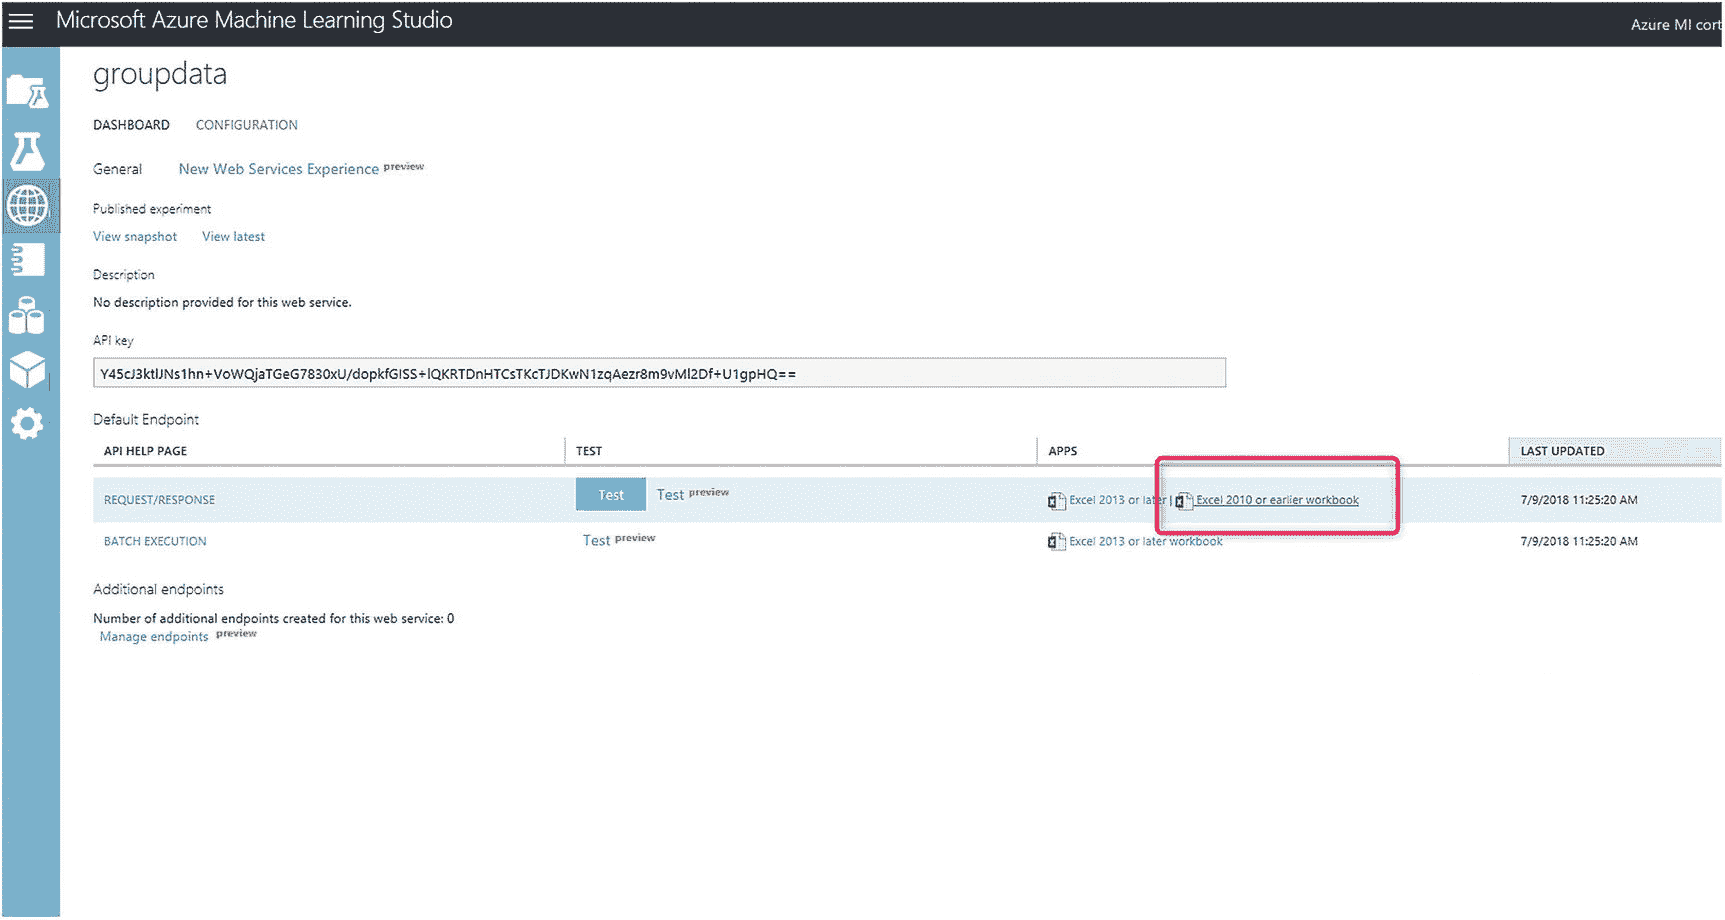 Microsoft Azure Machine Learning Studio
Azure Ml cort
groupdata
DASHBOARD CONFIGURATION
General New Web Services Experience preview
Published experiment
View snapshot View latest
Description
No description provided for this web service.
API key
Y45cJ3ktlJNs1hn+VoWQjaTGeG7830xU/dopkfGISS+lQKRTDnHTCsTKcTJDKwN1zqAezr8m9vMl2Df+U1gpHQ==
Default Endpoint
API HELP PAGE TEST APPS LAST UPDATED
REQUEST/RESPONSE Test Test preview Excel 2013 or later | Excel 2010 or earlier workbook 7/9/2018 11:25:20 AM
BATCH EXECUTION Test preview Excel 2013 or later workbook 7/9/2018 11:25:20 AM
Additional endpoints
Number of additional endpoints created for this web service: 0
Manage endpoints preview